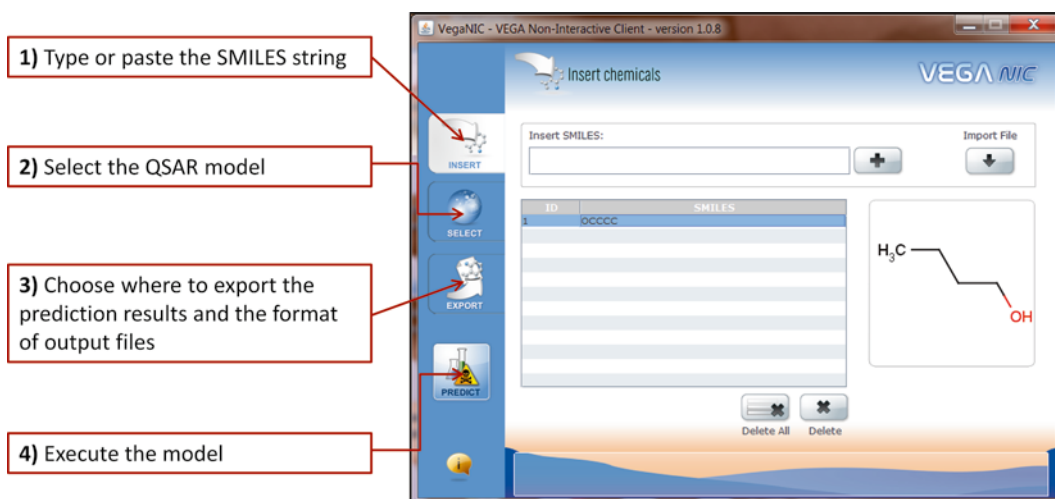 VegaNIC - VEGA Non-Interactive Client - version 1.0.8
1) Type or paste the SMILES string
Insert chemicals
VEGA NIC
Insert SMILES:
Import File
INSERT
2) Select the QSAR model
ID SMILES
1 OCCCC
SELECT
H3C
OH
3) Choose where to export the
prediction results and the format
of output files
EXPORT
PREDICT
Delete All Delete
4) Execute the model